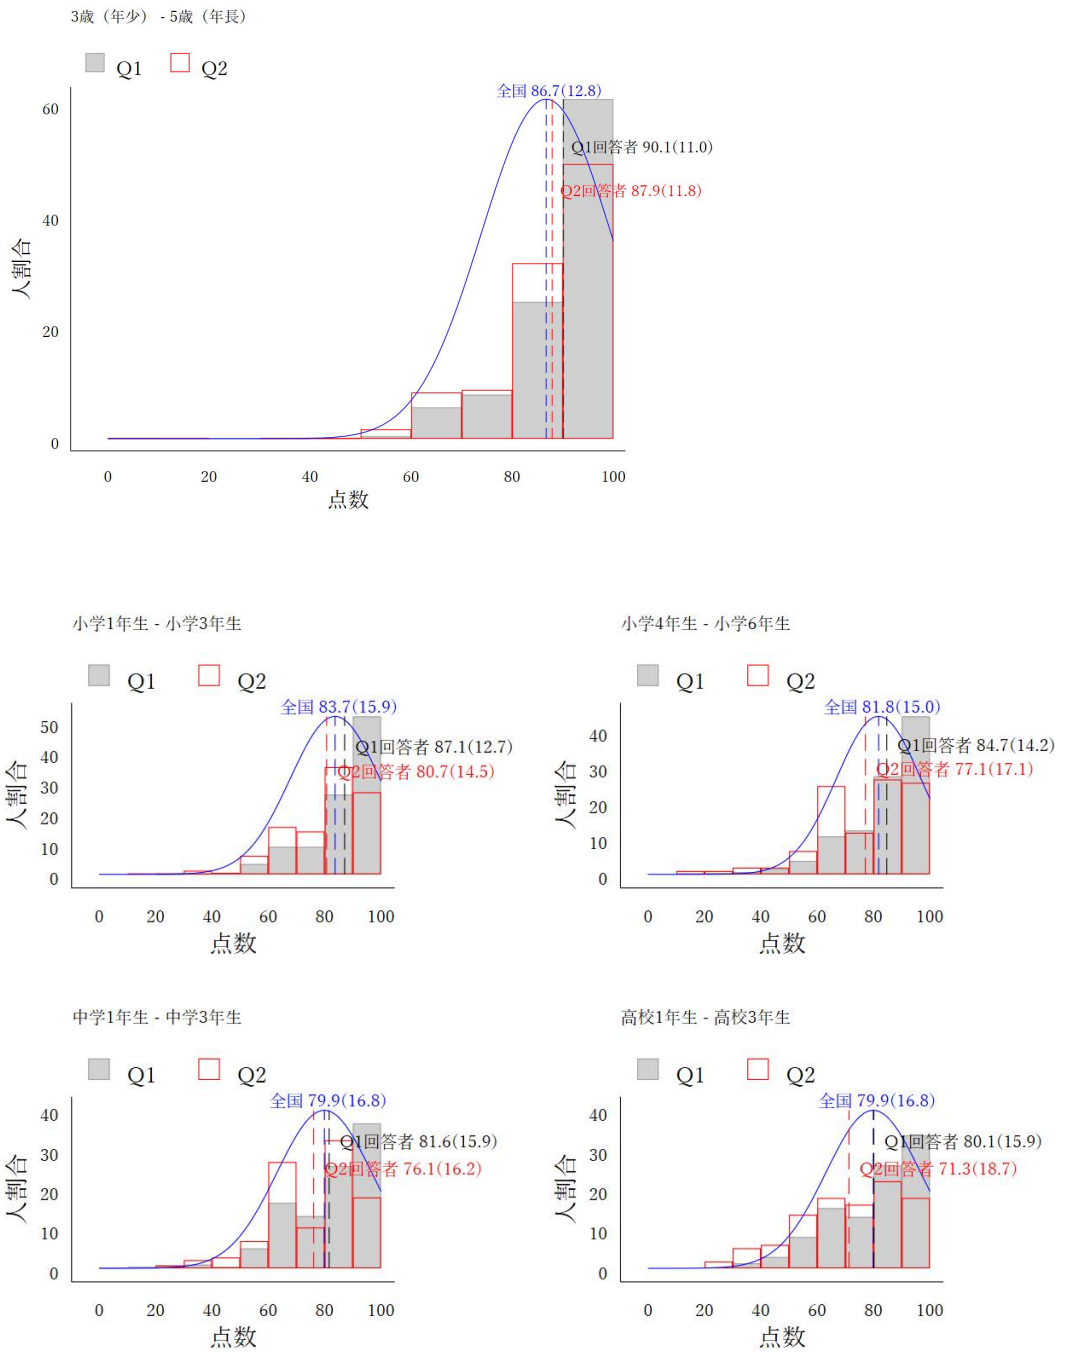 3歳（年少） - 5歳（年長）
Q1 Q2
全国 86.7(12.8)
Q1回答者 90.1(11.0)
Q2回答者 87.9(11.8)
人割合
60
40
20
0
0 20 40 60 80 100
点数
小学1年生 - 小学3年生
Q1 Q2
全国 83.7(15.9)
Q1回答者 87.1(12.7)
Q2回答者 80.7(14.5)
人割合
50
40
30
20
10
0
0 20 40 60 80 100
点数
小学4年生 - 小学6年生
Q1 Q2
全国 81.8(15.0)
Q1回答者 84.7(14.2)
Q2回答者 77.1(17.1)
人割合
40
30
20
10
0
0 20 40 60 80 100
点数
中学1年生 - 中学3年生
Q1 Q2
全国 79.9(16.8)
Q1回答者 81.6(15.9)
Q2回答者 76.1(16.2)
人割合
40
30
20
10
0
0 20 40 60 80 100
点数
高校1年生 - 高校3年生
Q1 Q2
全国 79.9(16.8)
Q1回答者 80.1(15.9)
Q2回答者 71.3(18.7)
人割合
40
30
20
10
0
0 20 40 60 80 100
点数